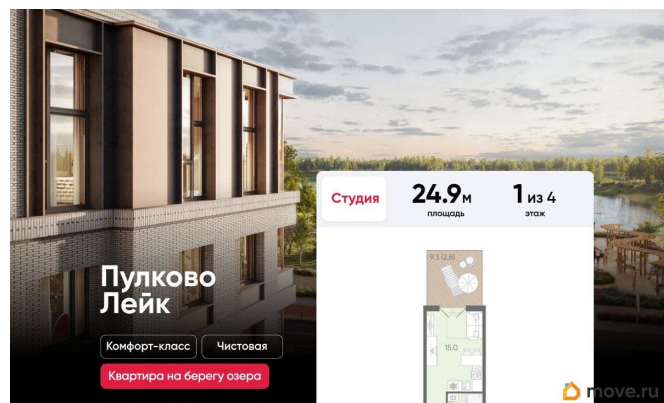 Студия
24.9м
площадь
1 из 4
этаж
9.3 (2.8)
15.0
Пулково
Лейк
Комфорт-класс
Чистовая
Квартира на берегу озера
move.ru